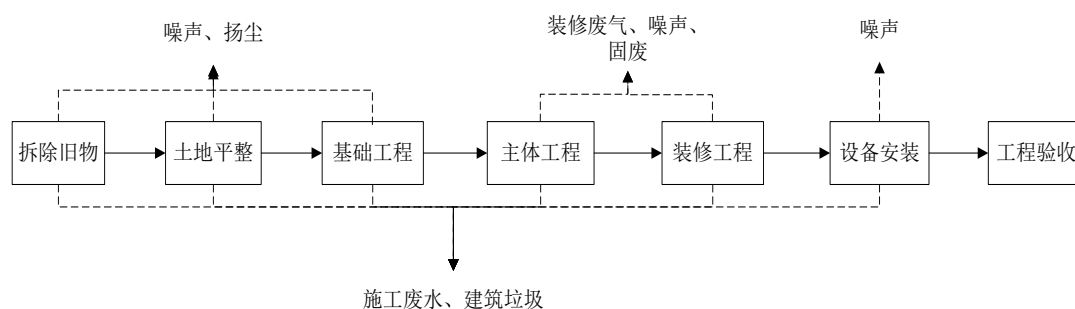 噪声、扬尘
装修废气、噪声、
固废
噪声
拆除旧物
土地平整
基础工程
主体工程
装修工程
设备安装
工程验收
施工废水、建筑垃圾